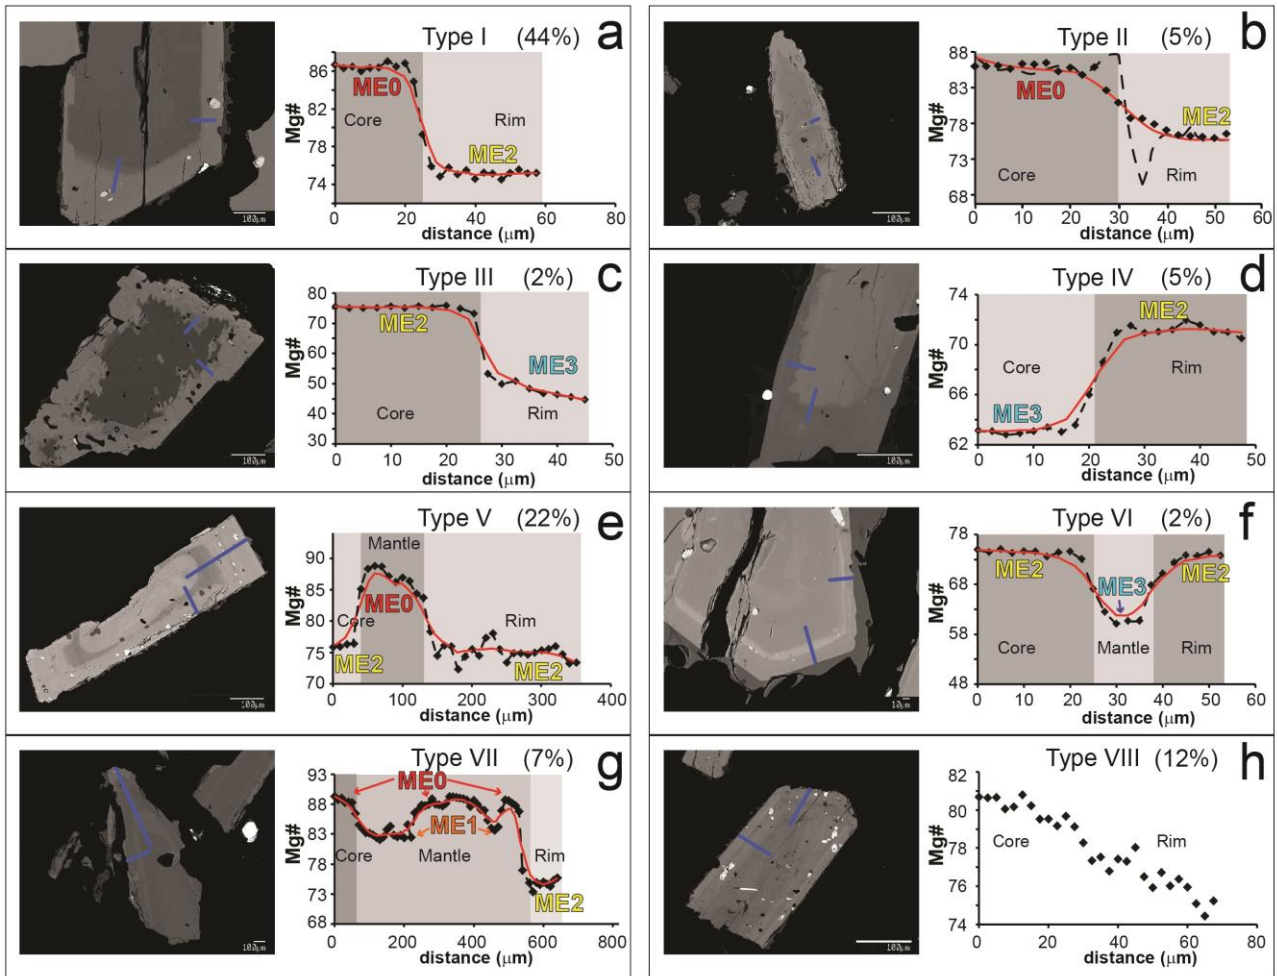 Type I (44%) a
Mg#
86
82
78
74
ME0
Core
Rim
ME2
0 20 40 60 80
distance (μm)
100μm
Type II (5%) b
Mg#
88
83
78
73
68
ME0
ME2
Core
Rim
0 10 20 30 40 50 60
distance (μm)
100μm
Type III (2%) c
Mg#
80
70
60
50
40
30
ME2
ME3
Core
Rim
0 10 20 30 40 50
distance (μm)
100μm
Type IV (5%) d
Mg#
74
70
66
62
ME2
Core
Rim
ME3
0 10 20 30 40 50
distance (μm)
100μm
Type V (22%) e
Mg#
90
85
80
75
70
Mantle
ME0
Core
Rim
ME2
ME2
0 100 200 300 400
distance (μm)
100μm
Type VI (2%) f
Mg#
78
68
58
48
ME2
ME3
ME2
Core
Mantle
Rim
0 10 20 30 40 50 60
distance (μm)
10μm
Type VII (7%) g
Mg#
93
88
83
78
73
68
ME0
ME1
Core
Mantle
Rim
ME2
0 200 400 600 800
distance (μm)
100μm
Type VIII (12%) h
Mg#
82
80
78
76
74
Core
Rim
0 20 40 60 80
distance (μm)
100μm